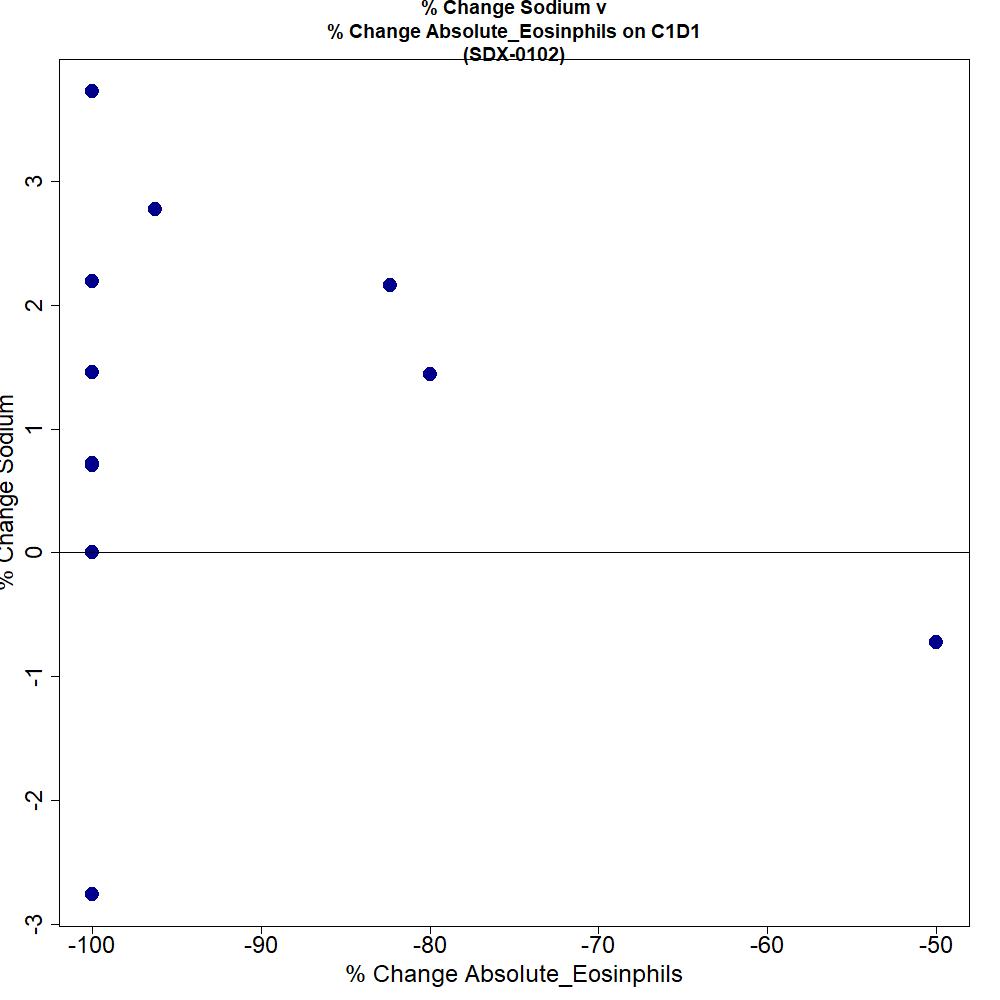 % Change Sodium v
% Change Absolute_Eosinphils on C1D1
(SDX-0102)
% Change Sodium
3
2
1
0
-1
-2
-3
-100 -90 -80 -70 -60 -50
% Change Absolute_Eosinphils